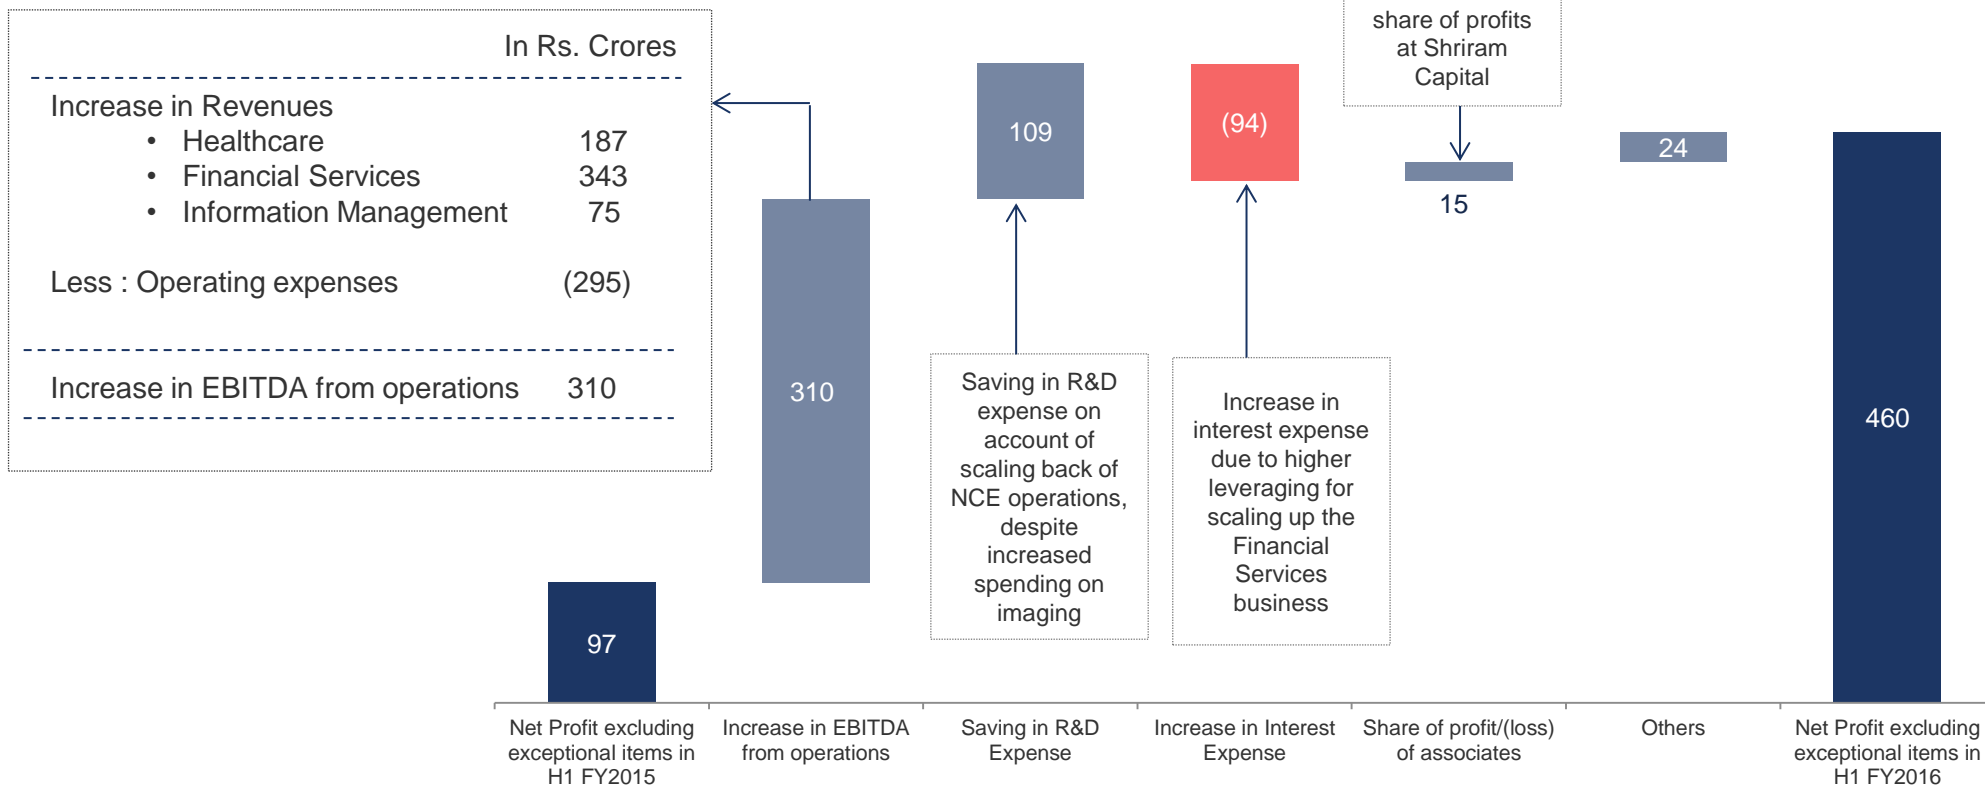 In Rs. Crores
Increase in Revenues
• Healthcare 187
• Financial Services 343
• Information Management 75
Less : Operating expenses (295)
Increase in EBITDA from operations 310
share of profits
at Shriram
Capital
109
(94)
15
24
310
460
97
Saving in R&D
expense on
account of
scaling back of
NCE operations,
despite
increased
spending on
imaging
Increase in
interest expense
due to higher
leveraging for
scaling up the
Financial
Services
business
Net Profit excluding
exceptional items in
H1 FY2015
Increase in EBITDA
from operations
Saving in R&D
Expense
Increase in Interest
Expense
Share of profit/(loss)
of associates
Others
Net Profit excluding
exceptional items in
H1 FY2016